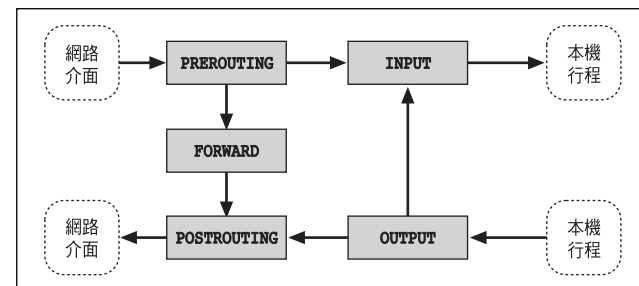 網路
介面
PREROUTING
INPUT
本機
行程
FORWARD
網路
介面
POSTROUTING
OUTPUT
本機
行程